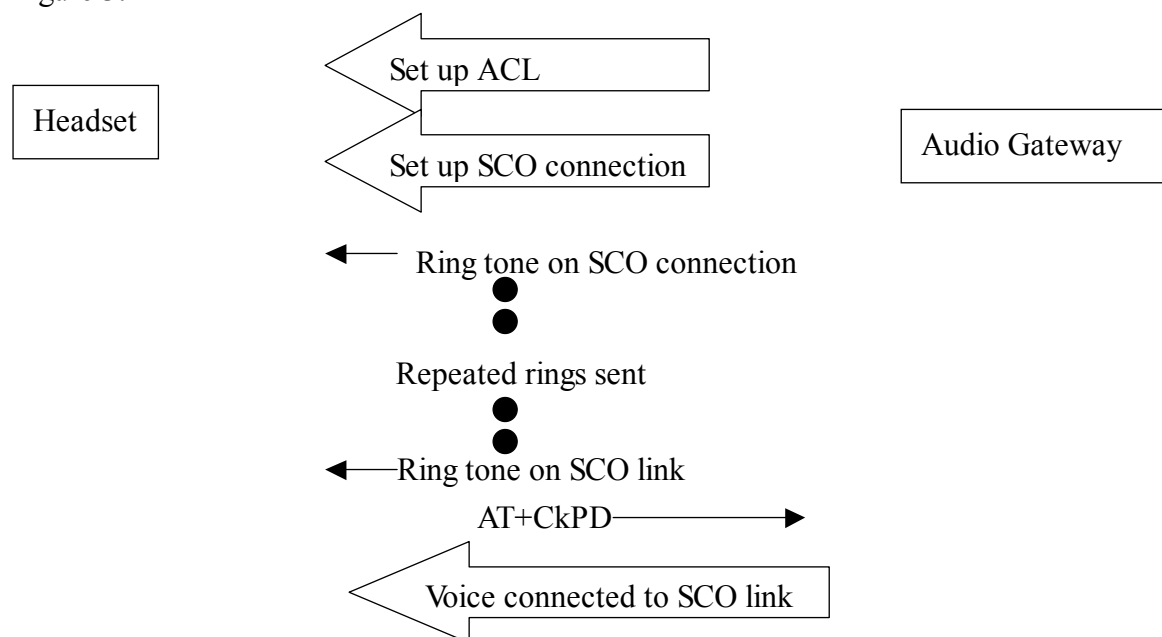 Set up ACL
Headset
Audio Gateway
Set up SCO connection
Ring tone on SCO connection
Repeated rings sent
Ring tone on SCO link
AT+CkPD
Voice connected to SCO link